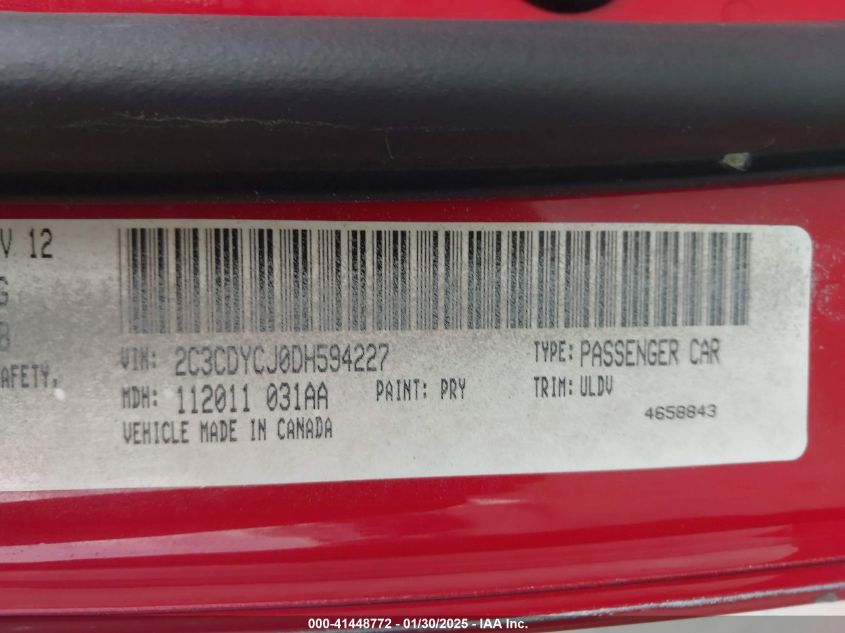 V 12
G
B
AFETY.
VIN: 2C3CDYCJ0DH594227
TYPE: PASSENGER CAR
MDH: 112011 031AA
PAINT: PRY
TRIM: ULDV
VEHICLE MADE IN CANADA
4658843
000-41448772 - 01/30/2025 - IAA Inc.